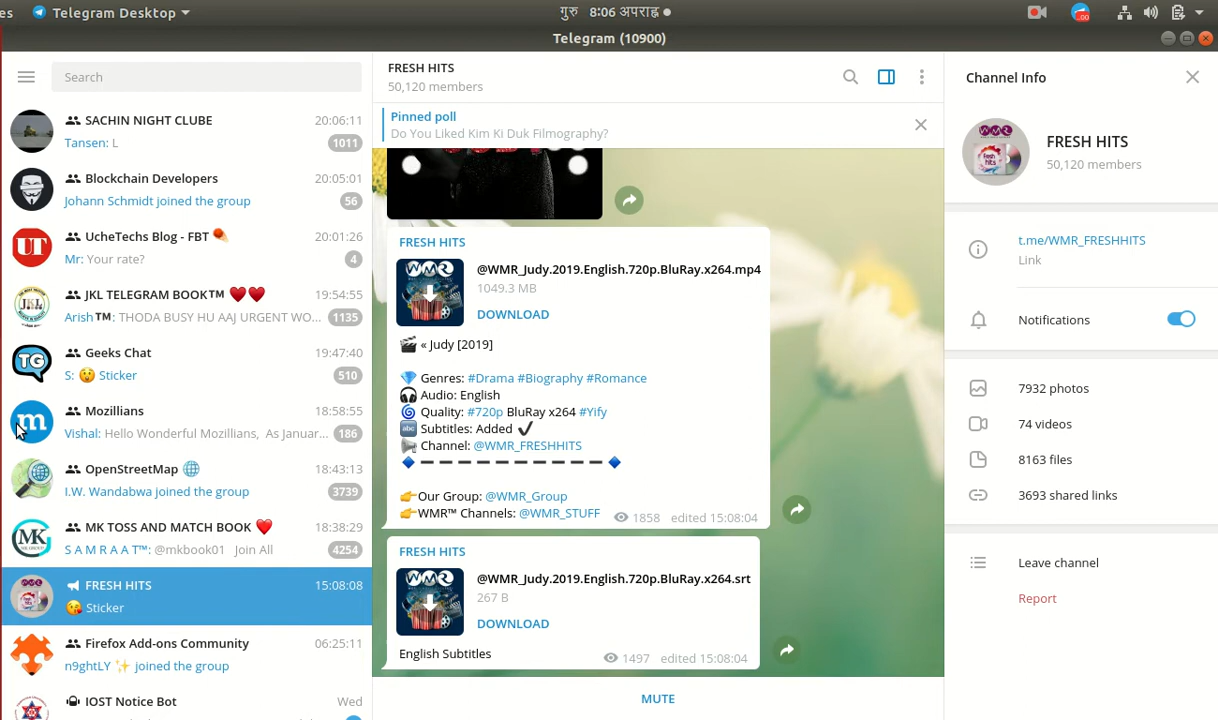 es Telegram Desktop
गुरु 8:06 अपराह्न
Telegram (10900)
Search
SACHIN NIGHT CLUBE 20:06:11
Tansen: L 1011
Blockchain Developers 20:05:01
Johann Schmidt joined the group 56
UcheTechs Blog - FBT 20:01:26
Mr: Your rate? 4
JKL TELEGRAM BOOK™ ❤️❤️ 19:54:55
Arish™: THODA BUSY HU AAJ URGENT WO... 1135
Geeks Chat 19:47:40
S: 😲 Sticker 510
Mozillians 18:58:55
Vishal: Hello Wonderful Mozillians, As Januar... 186
OpenStreetMap 🌐 18:43:13
I.W. Wandabwa joined the group 3739
MK TOSS AND MATCH BOOK ❤️ 18:38:29
S A M R A A T™: @mkbook01 Join All 4254
FRESH HITS 15:08:08
😘 Sticker
Firefox Add-ons Community 06:25:11
n9ghtLY ✨ joined the group
IOST Notice Bot Wed
FRESH HITS
50,120 members
Pinned poll
Do You Liked Kim Ki Duk Filmography?
FRESH HITS
@WMR_Judy.2019.English.720p.BluRay.x264.mp4
1049.3 MB
DOWNLOAD
🎬 « Judy [2019]
💎 Genres: #Drama #Biography #Romance
🎧 Audio: English
🌀 Quality: #720p BluRay x264 #Yify
🔤 Subtitles: Added ✔
📢 Channel: @WMR_FRESHHITS
🔷 ➖➖➖➖➖➖➖➖➖➖ 🔷
👉Our Group: @WMR_Group
👉WMR™ Channels: @WMR_STUFF
1858 edited 15:08:04
FRESH HITS
@WMR_Judy.2019.English.720p.BluRay.x264.srt
267 B
DOWNLOAD
English Subtitles
1497 edited 15:08:04
MUTE
Channel Info
FRESH HITS
50,120 members
t.me/WMR_FRESHHITS
Link
Notifications
7932 photos
74 videos
8163 files
3693 shared links
Leave channel
Report